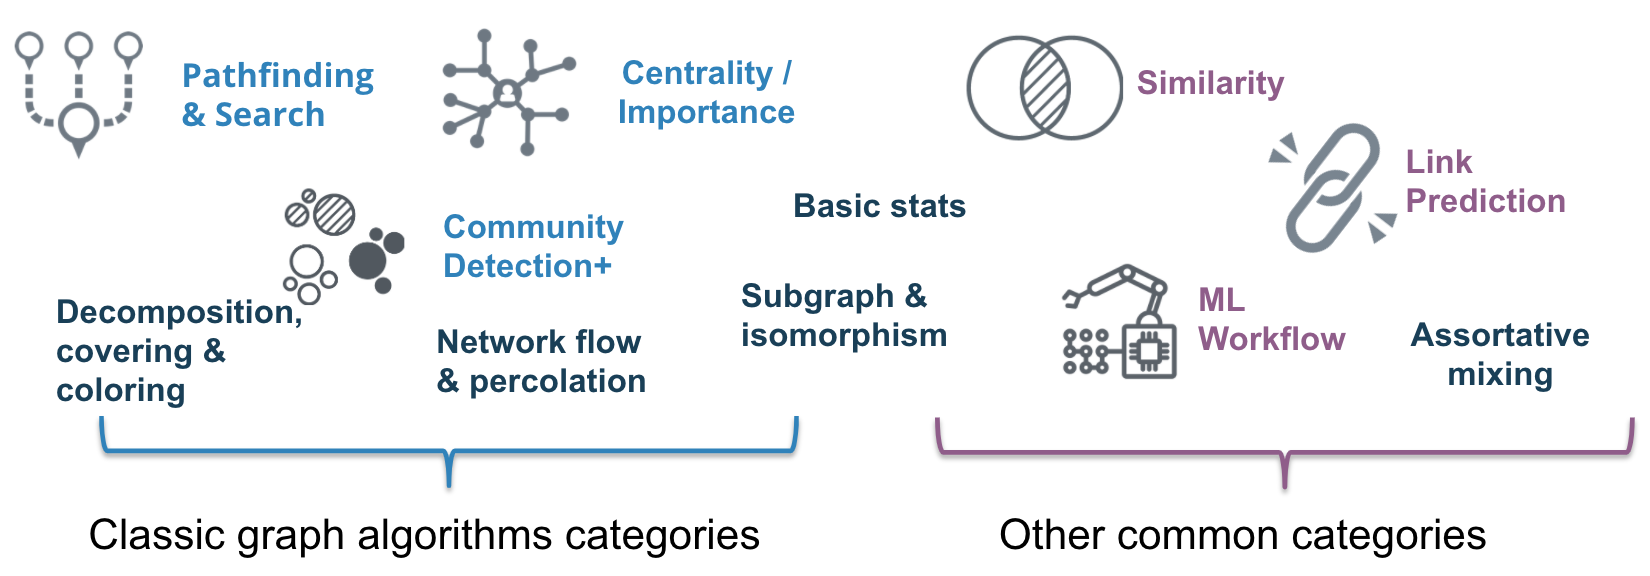 Pathfinding
& Search
Centrality /
Importance
Similarity
Link
Prediction
Basic stats
Community
Detection+
Decomposition,
covering &
coloring
Network flow
& percolation
Subgraph &
isomorphism
ML
Workflow
Assortative
mixing
Classic graph algorithms categories
Other common categories